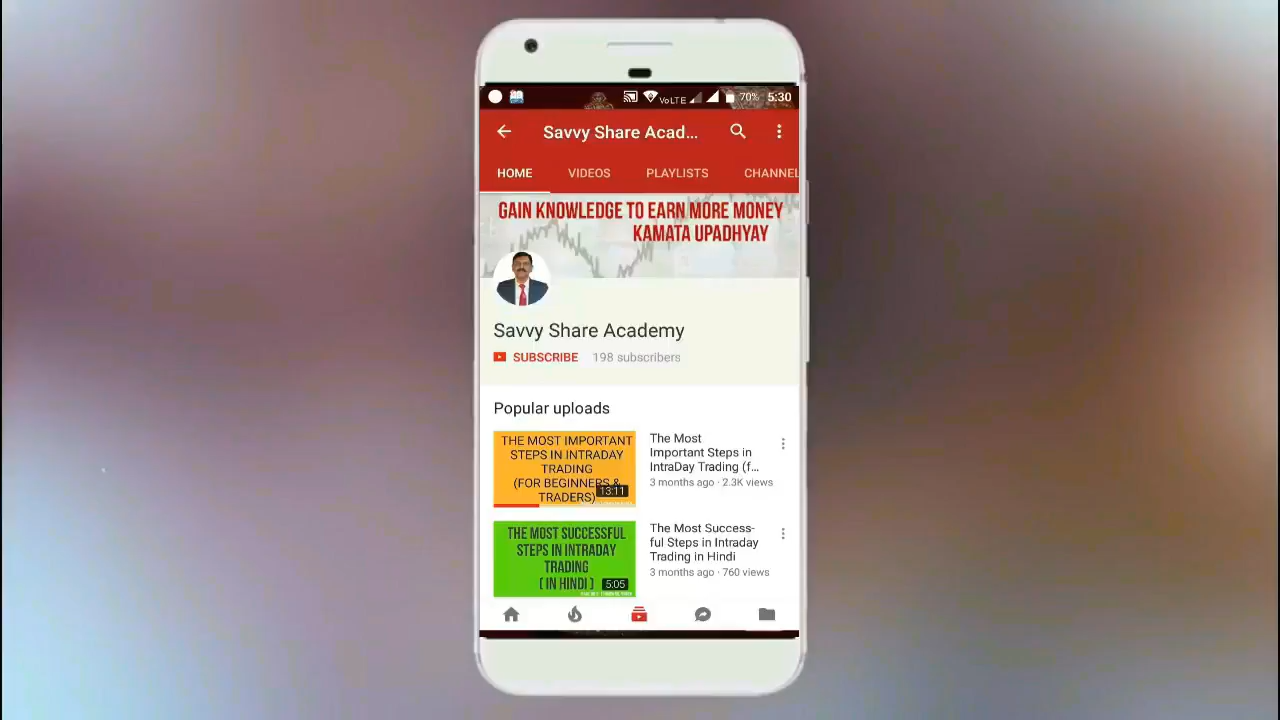 VoLTE 70% 5:30
Savvy Share Acad...
HOME VIDEOS PLAYLISTS CHANNEL
GAIN KNOWLEDGE TO EARN MORE MONEY
KAMATA UPADHYAY
Savvy Share Academy
SUBSCRIBE 198 subscribers
Popular uploads
THE MOST IMPORTANT
STEPS IN INTRADAY
TRADING
(FOR BEGINNERS &
TRADERS)
13:11
The Most
Important Steps in
IntraDay Trading (f...
3 months ago · 2.3K views
THE MOST SUCCESSFUL
STEPS IN INTRADAY
TRADING
( IN HINDI )
5:05
The Most Success-
ful Steps in Intraday
Trading in Hindi
3 months ago · 760 views